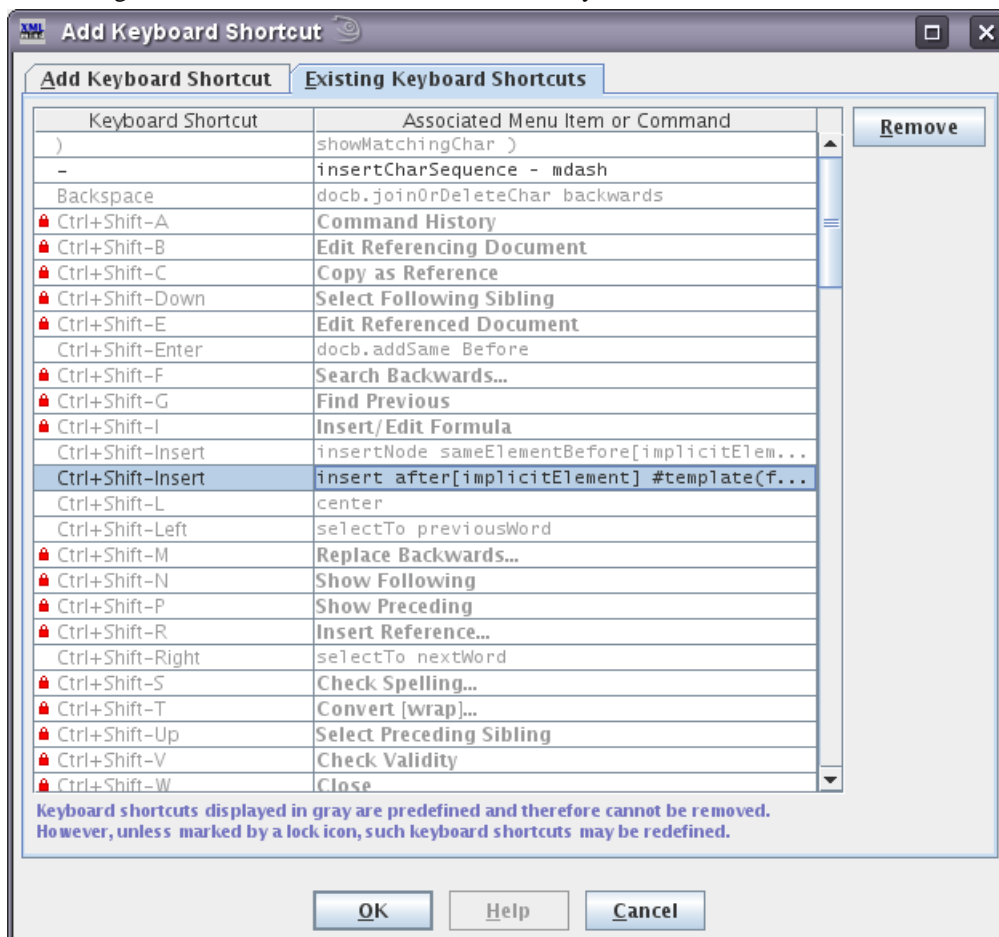 XML
Add Keyboard Shortcut
Add Keyboard Shortcut Existing Keyboard Shortcuts
Keyboard Shortcut Associated Menu Item or Command
Remove
) showMatchingChar )
– insertCharSequence - mdash
Backspace docb.joinOrDeleteChar backwards
Ctrl+Shift-A Command History
Ctrl+Shift-B Edit Referencing Document
Ctrl+Shift-C Copy as Reference
Ctrl+Shift-Down Select Following Sibling
Ctrl+Shift-E Edit Referenced Document
Ctrl+Shift-Enter docb.addSame Before
Ctrl+Shift-F Search Backwards...
Ctrl+Shift-G Find Previous
Ctrl+Shift-I Insert/Edit Formula
Ctrl+Shift-Insert insertNode sameElementBefore[implicitElem...
Ctrl+Shift-Insert insert after[implicitElement] #template(f...
Ctrl+Shift-L center
Ctrl+Shift-Left selectTo previousWord
Ctrl+Shift-M Replace Backwards...
Ctrl+Shift-N Show Following
Ctrl+Shift-P Show Preceding
Ctrl+Shift-R Insert Reference...
Ctrl+Shift-Right selectTo nextWord
Ctrl+Shift-S Check Spelling...
Ctrl+Shift-T Convert [wrap]...
Ctrl+Shift-Up Select Preceding Sibling
Ctrl+Shift-V Check Validity
Ctrl+Shift-W Close
Keyboard shortcuts displayed in gray are predefined and therefore cannot be removed.
However, unless marked by a lock icon, such keyboard shortcuts may be redefined.
OK Help Cancel